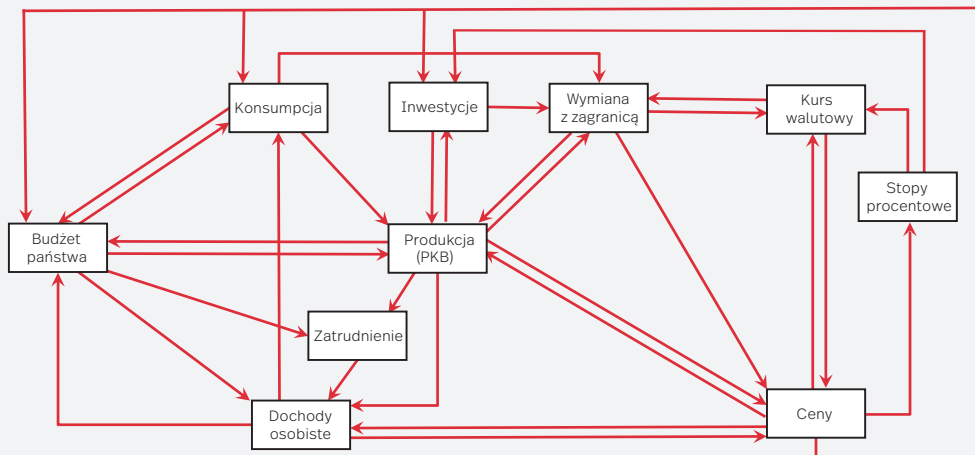 Konsumpcja
Inwestycje
Wymiana
z zagranicą
Kurs
walutowy
Stopy
procentowe
Budżet
państwa
Produkcja
(PKB)
Zatrudnienie
Dochody
osobiste
Ceny